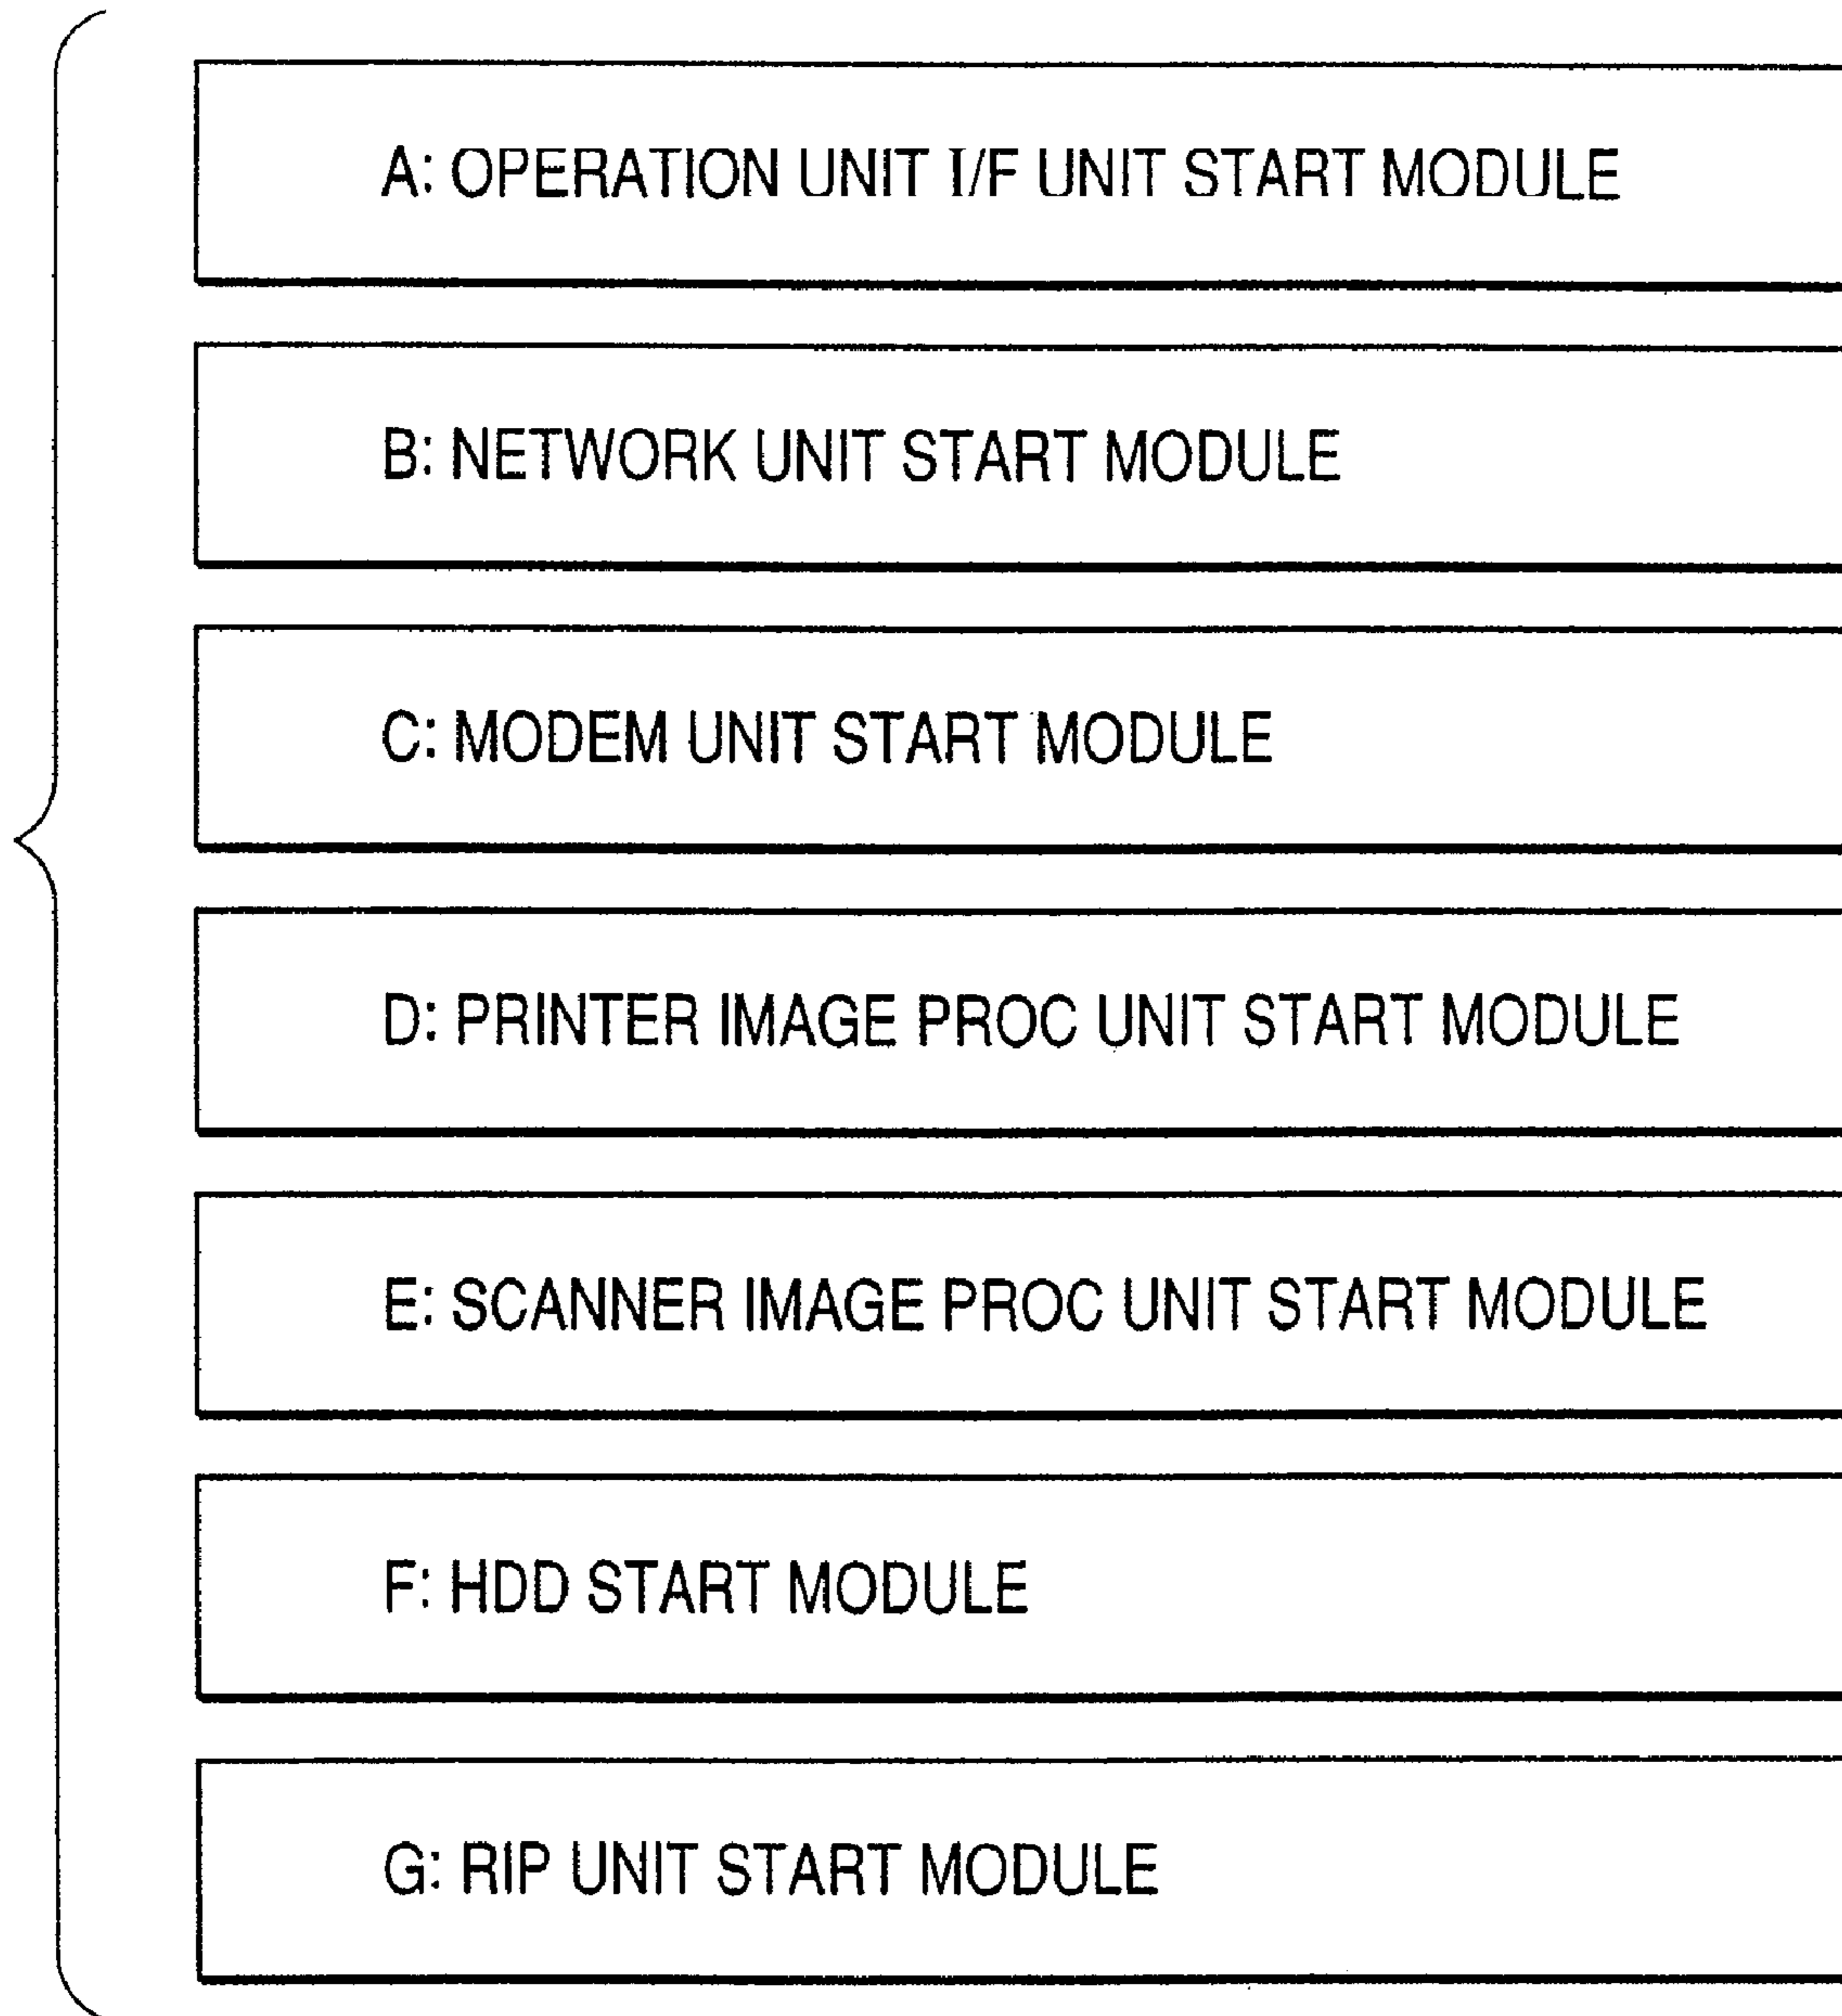 A: OPERATION UNIT I/F UNIT START MODULE
B: NETWORK UNIT START MODULE
C: MODEM UNIT START MODULE
D: PRINTER IMAGE PROC UNIT START MODULE
E: SCANNER IMAGE PROC UNIT START MODULE
F: HDD START MODULE
G: RIP UNIT START MODULE